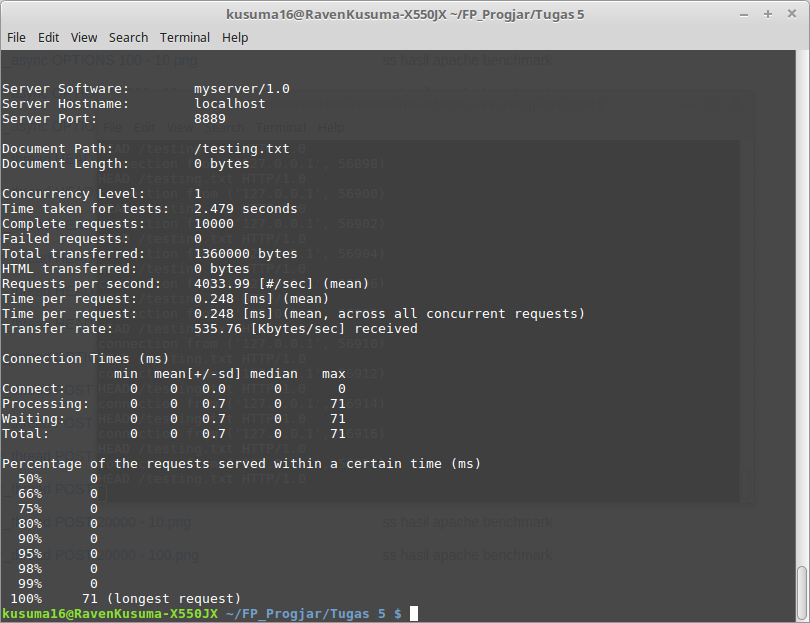 kusuma16@RavenKusuma-X550JX ~/FP_Progjar/Tugas 5
File Edit View Search Terminal Help
Server Software: myserver/1.0
Server Hostname: localhost
Server Port: 8889
Document Path: /testing.txt
Document Length: 0 bytes
Concurrency Level: 1
Time taken for tests: 2.479 seconds
Complete requests: 10000
Failed requests: 0
Total transferred: 1360000 bytes
HTML transferred: 0 bytes
Requests per second: 4033.99 [#/sec] (mean)
Time per request: 0.248 [ms] (mean)
Time per request: 0.248 [ms] (mean, across all concurrent requests)
Transfer rate: 535.76 [Kbytes/sec] received
Connection Times (ms)
min mean[+/-sd] median max
Connect: 0 0 0.0 0 0
Processing: 0 0 0.7 0 71
Waiting: 0 0 0.7 0 71
Total: 0 0 0.7 0 71
Percentage of the requests served within a certain time (ms)
50% 0
66% 0
75% 0
80% 0
90% 0
95% 0
98% 0
99% 0
100% 71 (longest request)
kusuma16@RavenKusuma-X550JX ~/FP_Progjar/Tugas 5 $